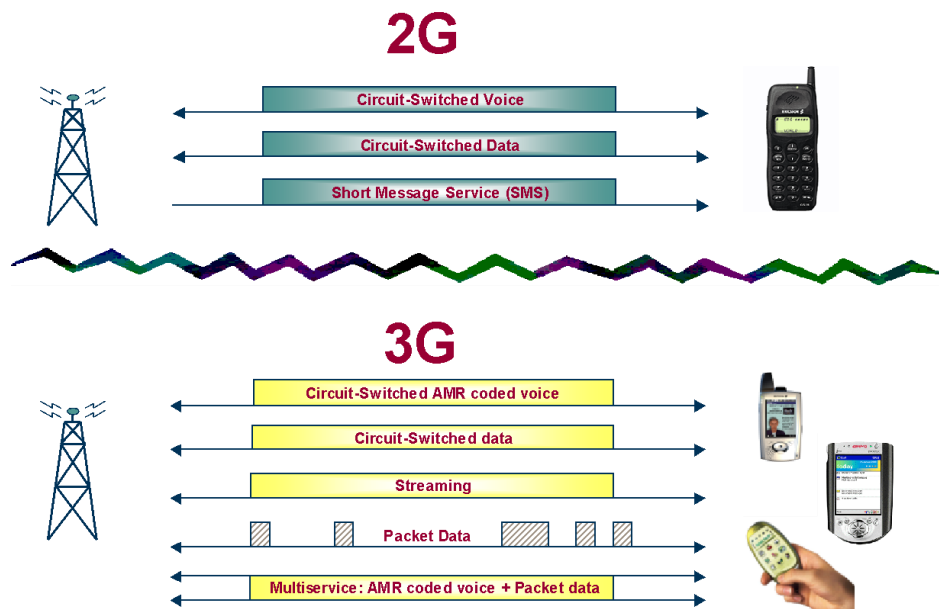 2G
Circuit-Switched Voice
Circuit-Switched Data
Short Message Service (SMS)
3G
Circuit-Switched AMR coded voice
Circuit-Switched data
Streaming
Packet Data
Multiservice: AMR coded voice + Packet data